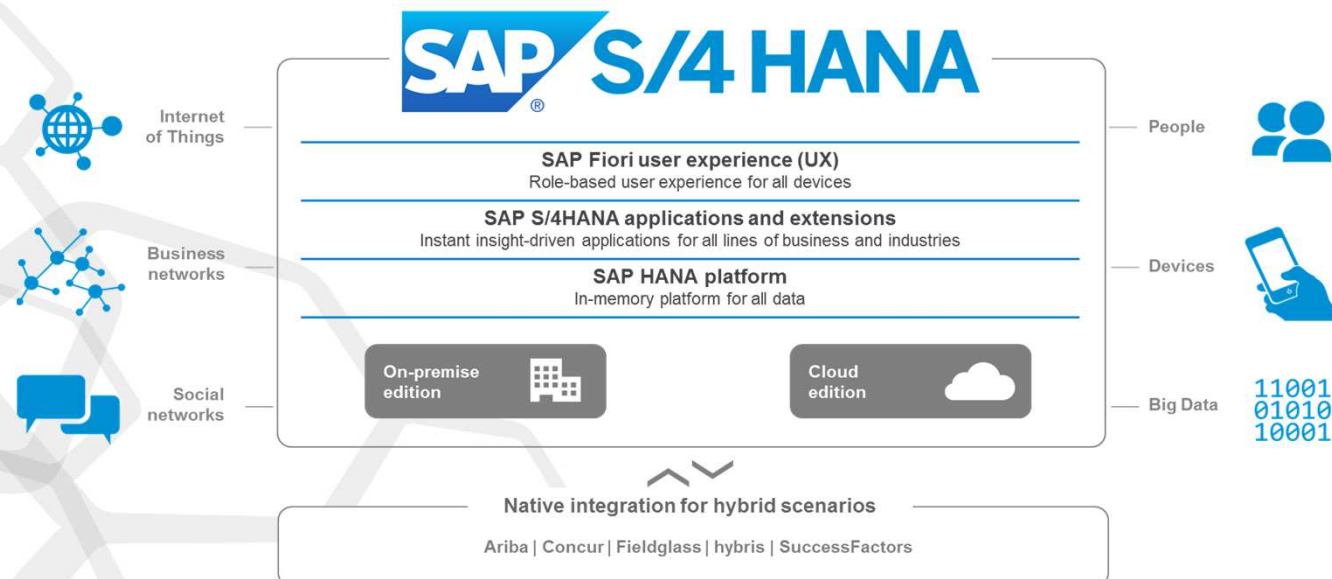 SAP® S/4 HANA
Internet
of Things
Business
networks
Social
networks
SAP Fiori user experience (UX)
Role-based user experience for all devices
SAP S/4HANA applications and extensions
Instant insight-driven applications for all lines of business and industries
SAP HANA platform
In-memory platform for all data
On-premise
edition
Cloud
edition
People
Devices
Big Data
11001
01010
10001
Native integration for hybrid scenarios
Ariba | Concur | Fieldglass | hybris | SuccessFactors